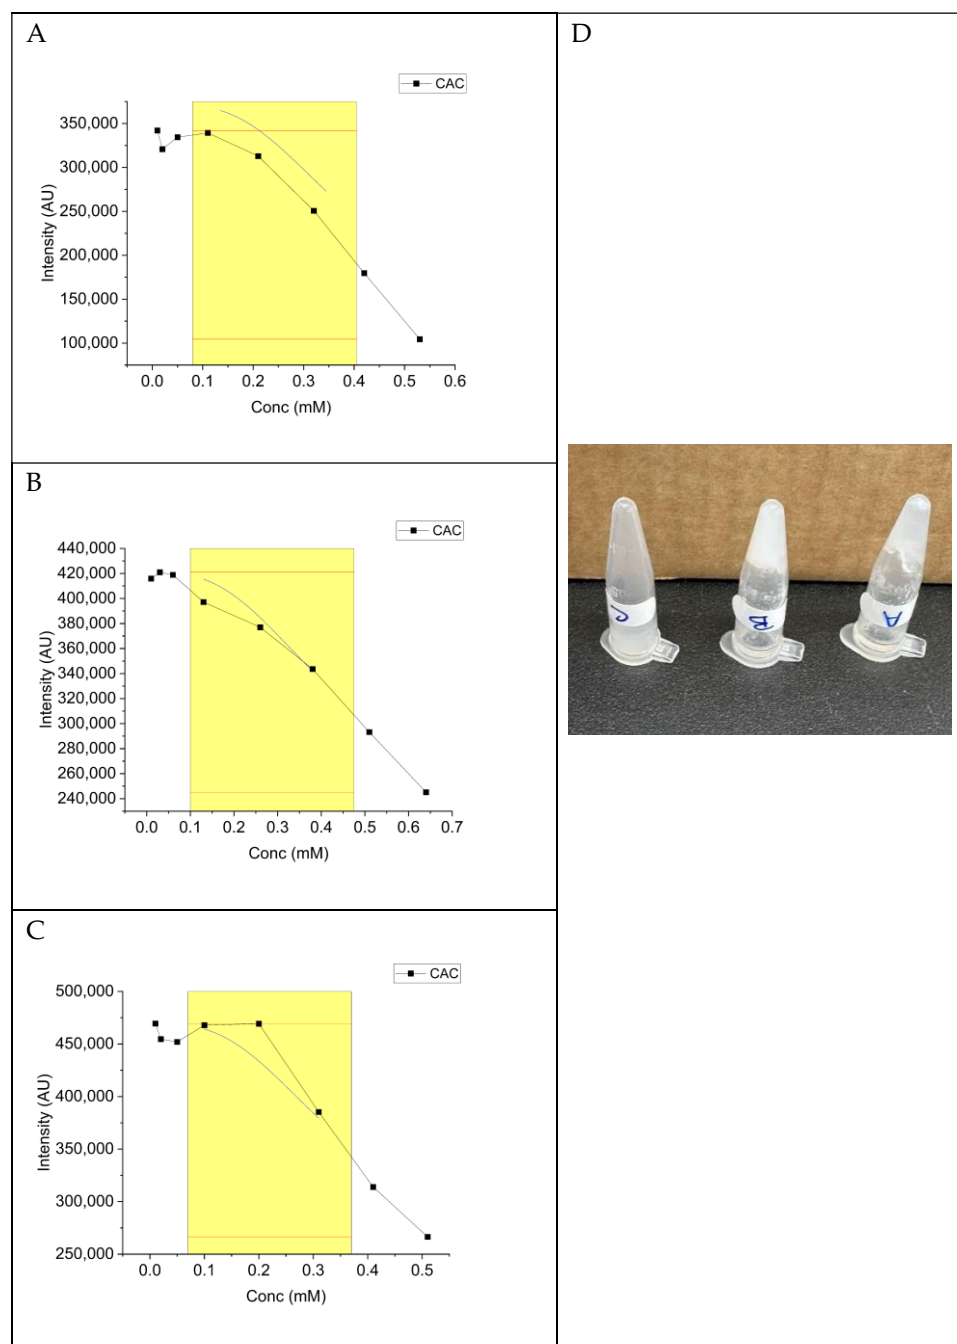 A
CAC
350,000
300,000
250,000
200,000
150,000
100,000
Intensity (AU)
0.0 0.1 0.2 0.3 0.4 0.5 0.6
Conc (mM)
B
CAC
440,000
420,000
400,000
380,000
360,000
340,000
320,000
300,000
280,000
260,000
240,000
Intensity (AU)
0.0 0.1 0.2 0.3 0.4 0.5 0.6 0.7
Conc (mM)
C
CAC
500,000
450,000
400,000
350,000
300,000
250,000
Intensity (AU)
0.0 0.1 0.2 0.3 0.4 0.5
Conc (mM)
D
C B A